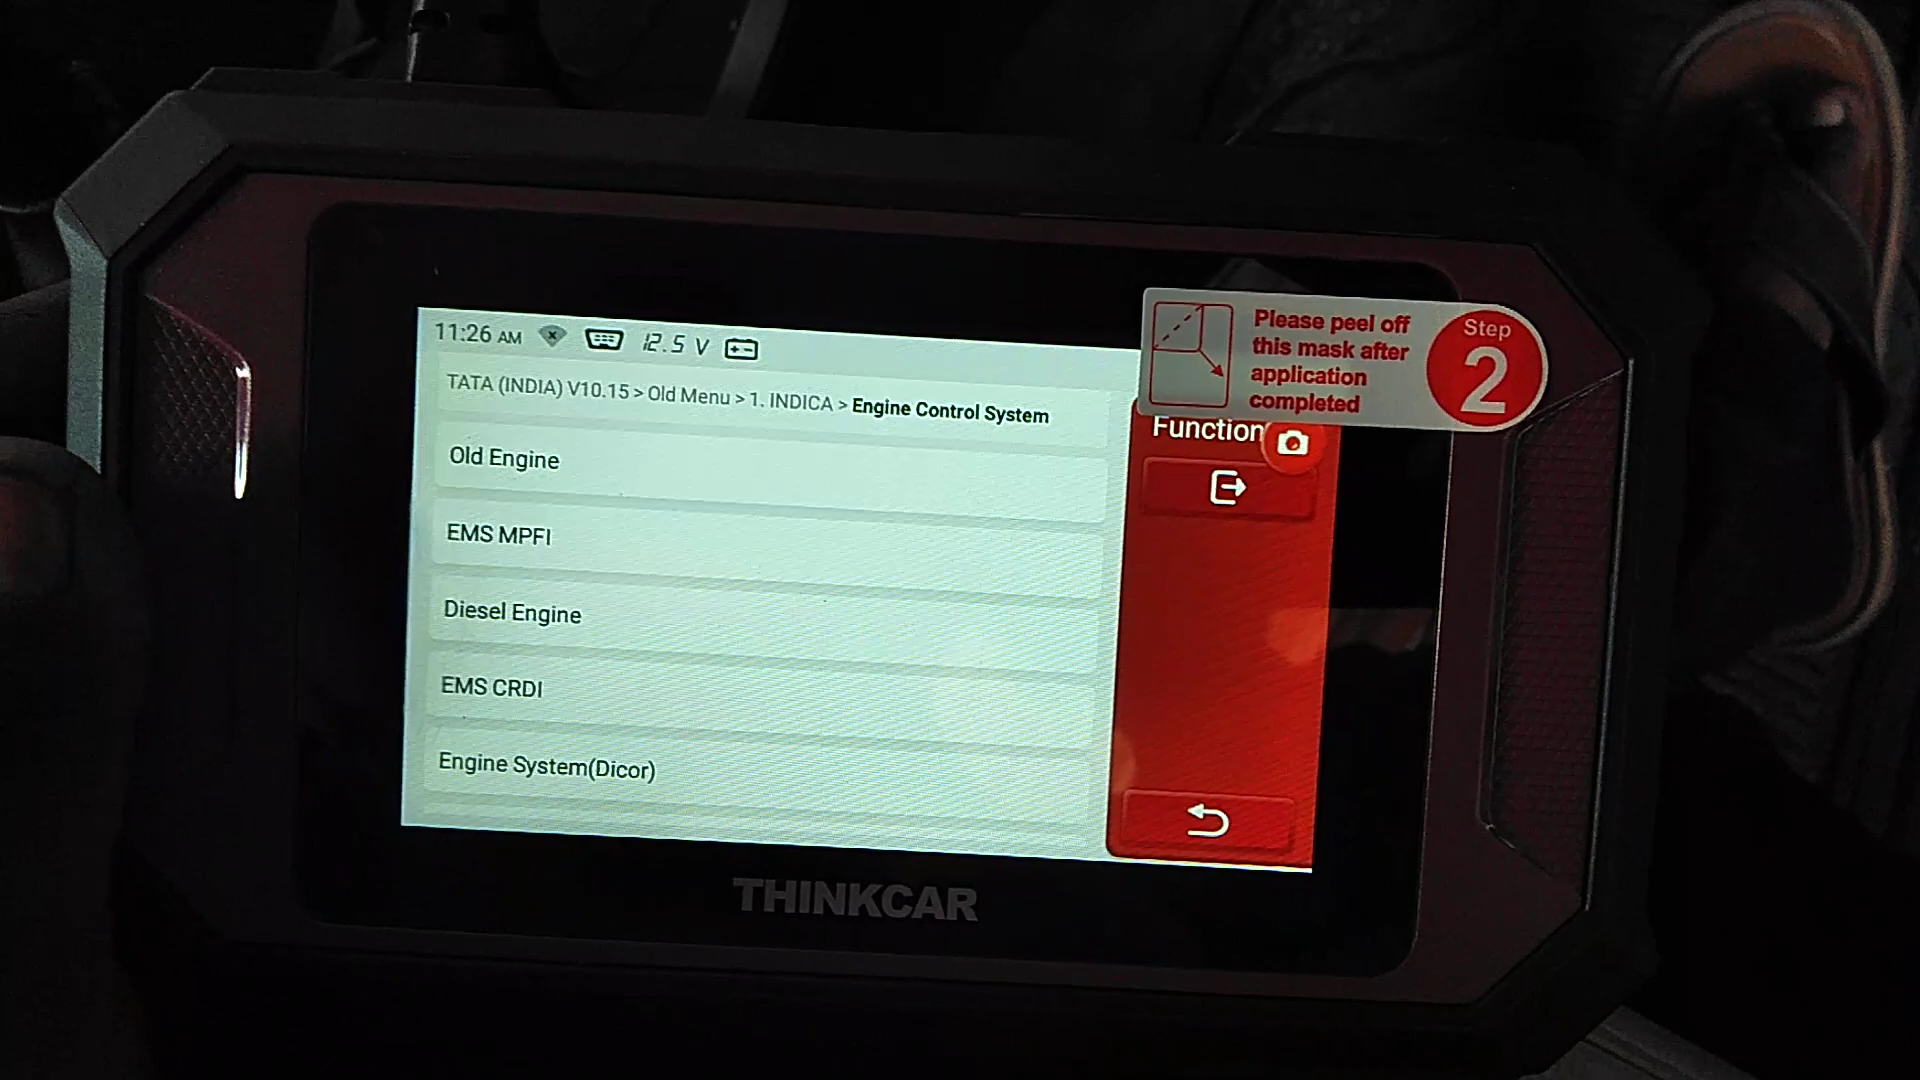 11:26 AM 12.5 V
TATA (INDIA) V10.15 > Old Menu > 1. INDICA > Engine Control System
Old Engine
EMS MPFI
Diesel Engine
EMS CRDI
Engine System(Dicor)
Please peel off
this mask after
application
completed
Step
2
Function
THINKCAR